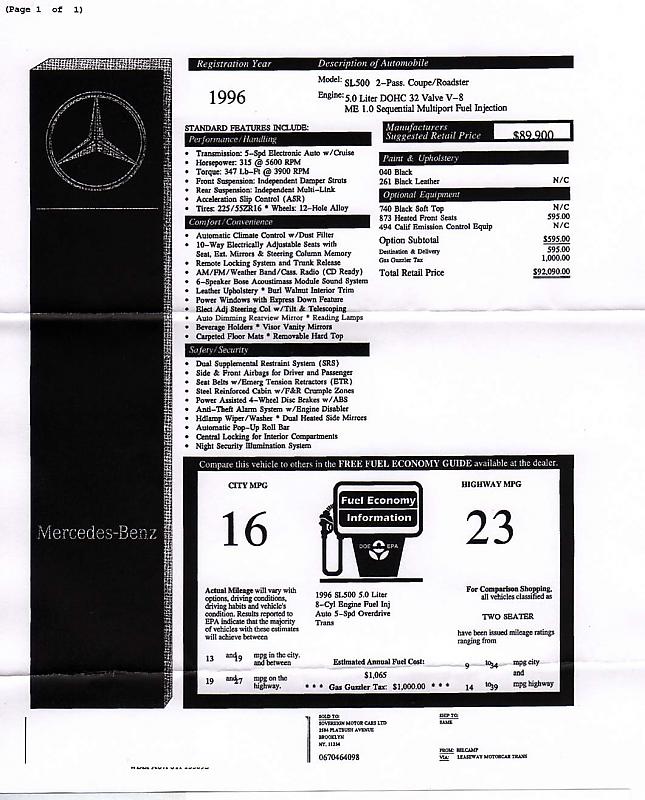 (Page 1 of 1)
Registration Year
Description of Automobile
1996
Model: SL500 2-Pass. Coupe/Roadster
Engine: 5.0 Liter DOHC 32 Valve V-8
ME 1.0 Sequential Multiport Fuel Injection
STANDARD FEATURES INCLUDE:
Performance/Handling
• Transmission: 5-Spd Electronic Auto w/Cruise
• Horsepower: 315 @ 5600 RPM
• Torque: 347 Lb-Ft @ 3900 RPM
• Front Suspension: Independent Damper Struts
• Rear Suspension: Independent Multi-Link
• Acceleration Slip Control (ASR)
• Tires: 225/55ZR16 * Wheels: 12-Hole Alloy
Comfort/Convenience
• Automatic Climate Control w/Dust Filter
• 10-Way Electrically Adjustable Seats with
• Seat, Ext. Mirrors & Steering Column Memory
• Remote Locking System and Trunk Release
• AM/FM/Weather Band/Cass. Radio (CD Ready)
• 6-Speaker Bose Acoustimass Module Sound System
• Leather Upholstery * Burl Walnut Interior Trim
• Power Windows with Express Down Feature
• Elect Adj Steering Col w/Tilt & Telescoping
• Auto Dimming Rearview Mirror * Reading Lamps
• Beverage Holders * Visor Vanity Mirrors
• Carpeted Floor Mats * Removable Hard Top
Safety/Security
• Dual Supplemental Restraint System (SRS)
• Side & Front Airbags for Driver and Passenger
• Seat Belts w/Emerg Tension Retractors (ETR)
• Steel Reinforced Cabin w/F&R Crumple Zones
• Power Assisted 4-Wheel Disc Brakes w/ABS
• Anti-Theft Alarm System w/Engine Disabler
• Hdlamp Wiper/Washer * Dual Heated Side Mirrors
• Automatic Pop-Up Roll Bar
• Central Locking for Interior Compartments
• Night Security Illumination System
Manufacturers
Suggested Retail Price $89,900
Paint & Upholstery
040 Black
261 Black Leather N/C
Optional Equipment
740 Black Soft Top N/C
873 Heated Front Seats 595.00
494 Calif Emission Control Equip N/C
Option Subtotal $595.00
Destination & Delivery 595.00
Gas Guzzler Tax 1,000.00
Total Retail Price $92,090.00
Mercedes-Benz
Compare this vehicle to others in the FREE FUEL ECONOMY GUIDE available at the dealer.
CITY MPG
16
Fuel Economy
Information
DOE EPA
HIGHWAY MPG
23
Actual Mileage will vary with
options, driving conditions,
driving habits and vehicle's
condition. Results reported to
EPA indicate that the majority
of vehicles with these estimates
will achieve between
13 and 19 mpg in the city,
and between
19 and 27 mpg on the
highway.
1996 SL500 5.0 Liter
8-Cyl Engine Fuel Inj
Auto 5-Spd Overdrive
Trans
Estimated Annual Fuel Cost:
$1,065
* * * Gas Guzzler Tax: $1,000.00 * * *
For Comparison Shopping,
all vehicles classified as
TWO SEATER
have been issued mileage ratings
ranging from
9 to 34 mpg city
and
14 to 39 mpg highway
SOLD TO:
SOVEREIGN MOTOR CARS LTD
2584 FLATBUSH AVENUE
BROOKLYN
NY, 11234
0670464098
SHIP TO:
SAME
FROM: BELCAMP
VIA: LEASEWAY MOTORCAR TRANS